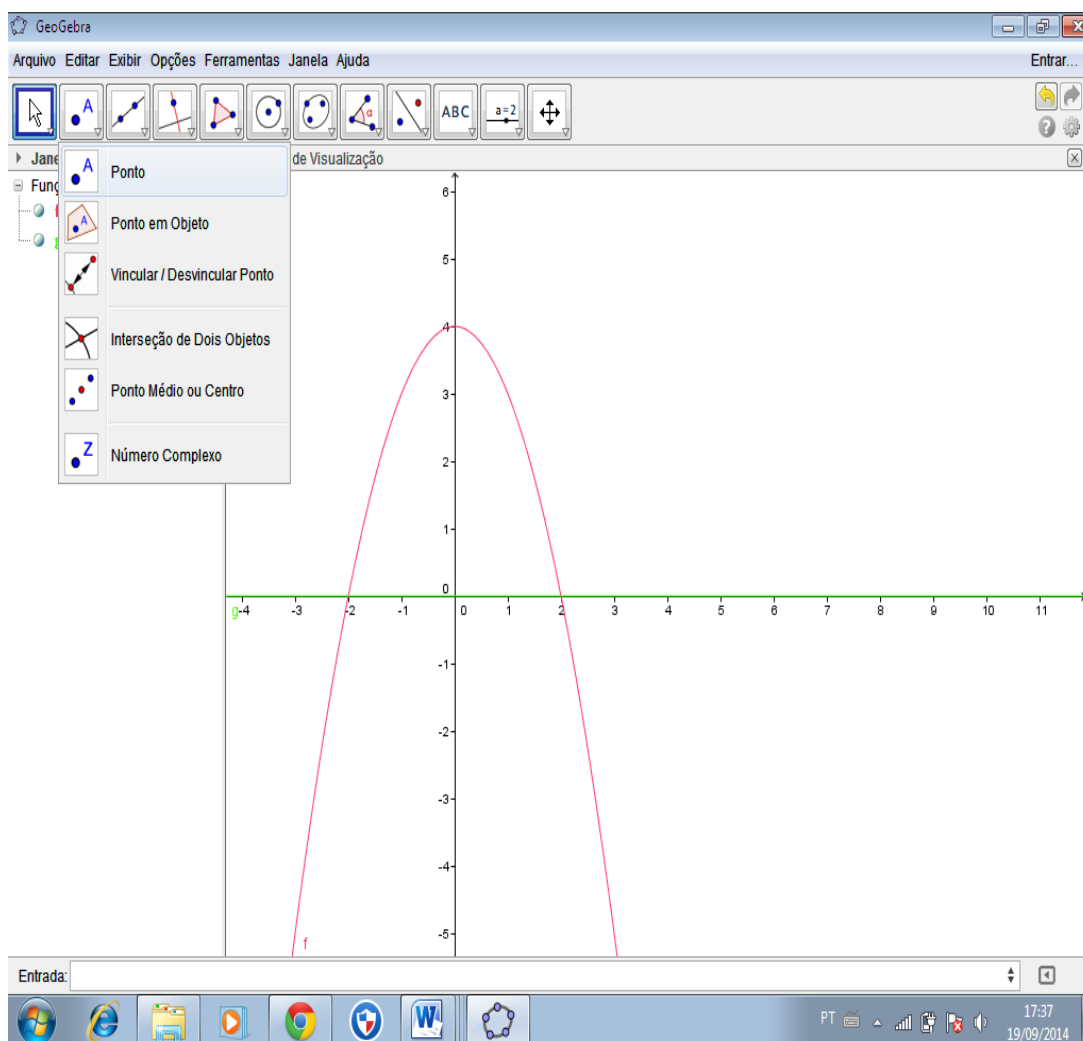 GeoGebra
Arquivo Editar Exibir Opções Ferramentas Janela Ajuda
Entrar...
A
ABC
a=2
α
de Visualização
A Ponto
A Ponto em Objeto
Vincular / Desvincular Ponto
Interseção de Dois Objetos
Ponto Médio ou Centro
Z Número Complexo
6
5
4
3
2
1
0
-4 -3 -2 -1 0 1 2 3 4 5 6 7 8 9 10 11
g
-1
-2
-3
-4
-5
f
Entrada:
PT
17:37
19/09/2014